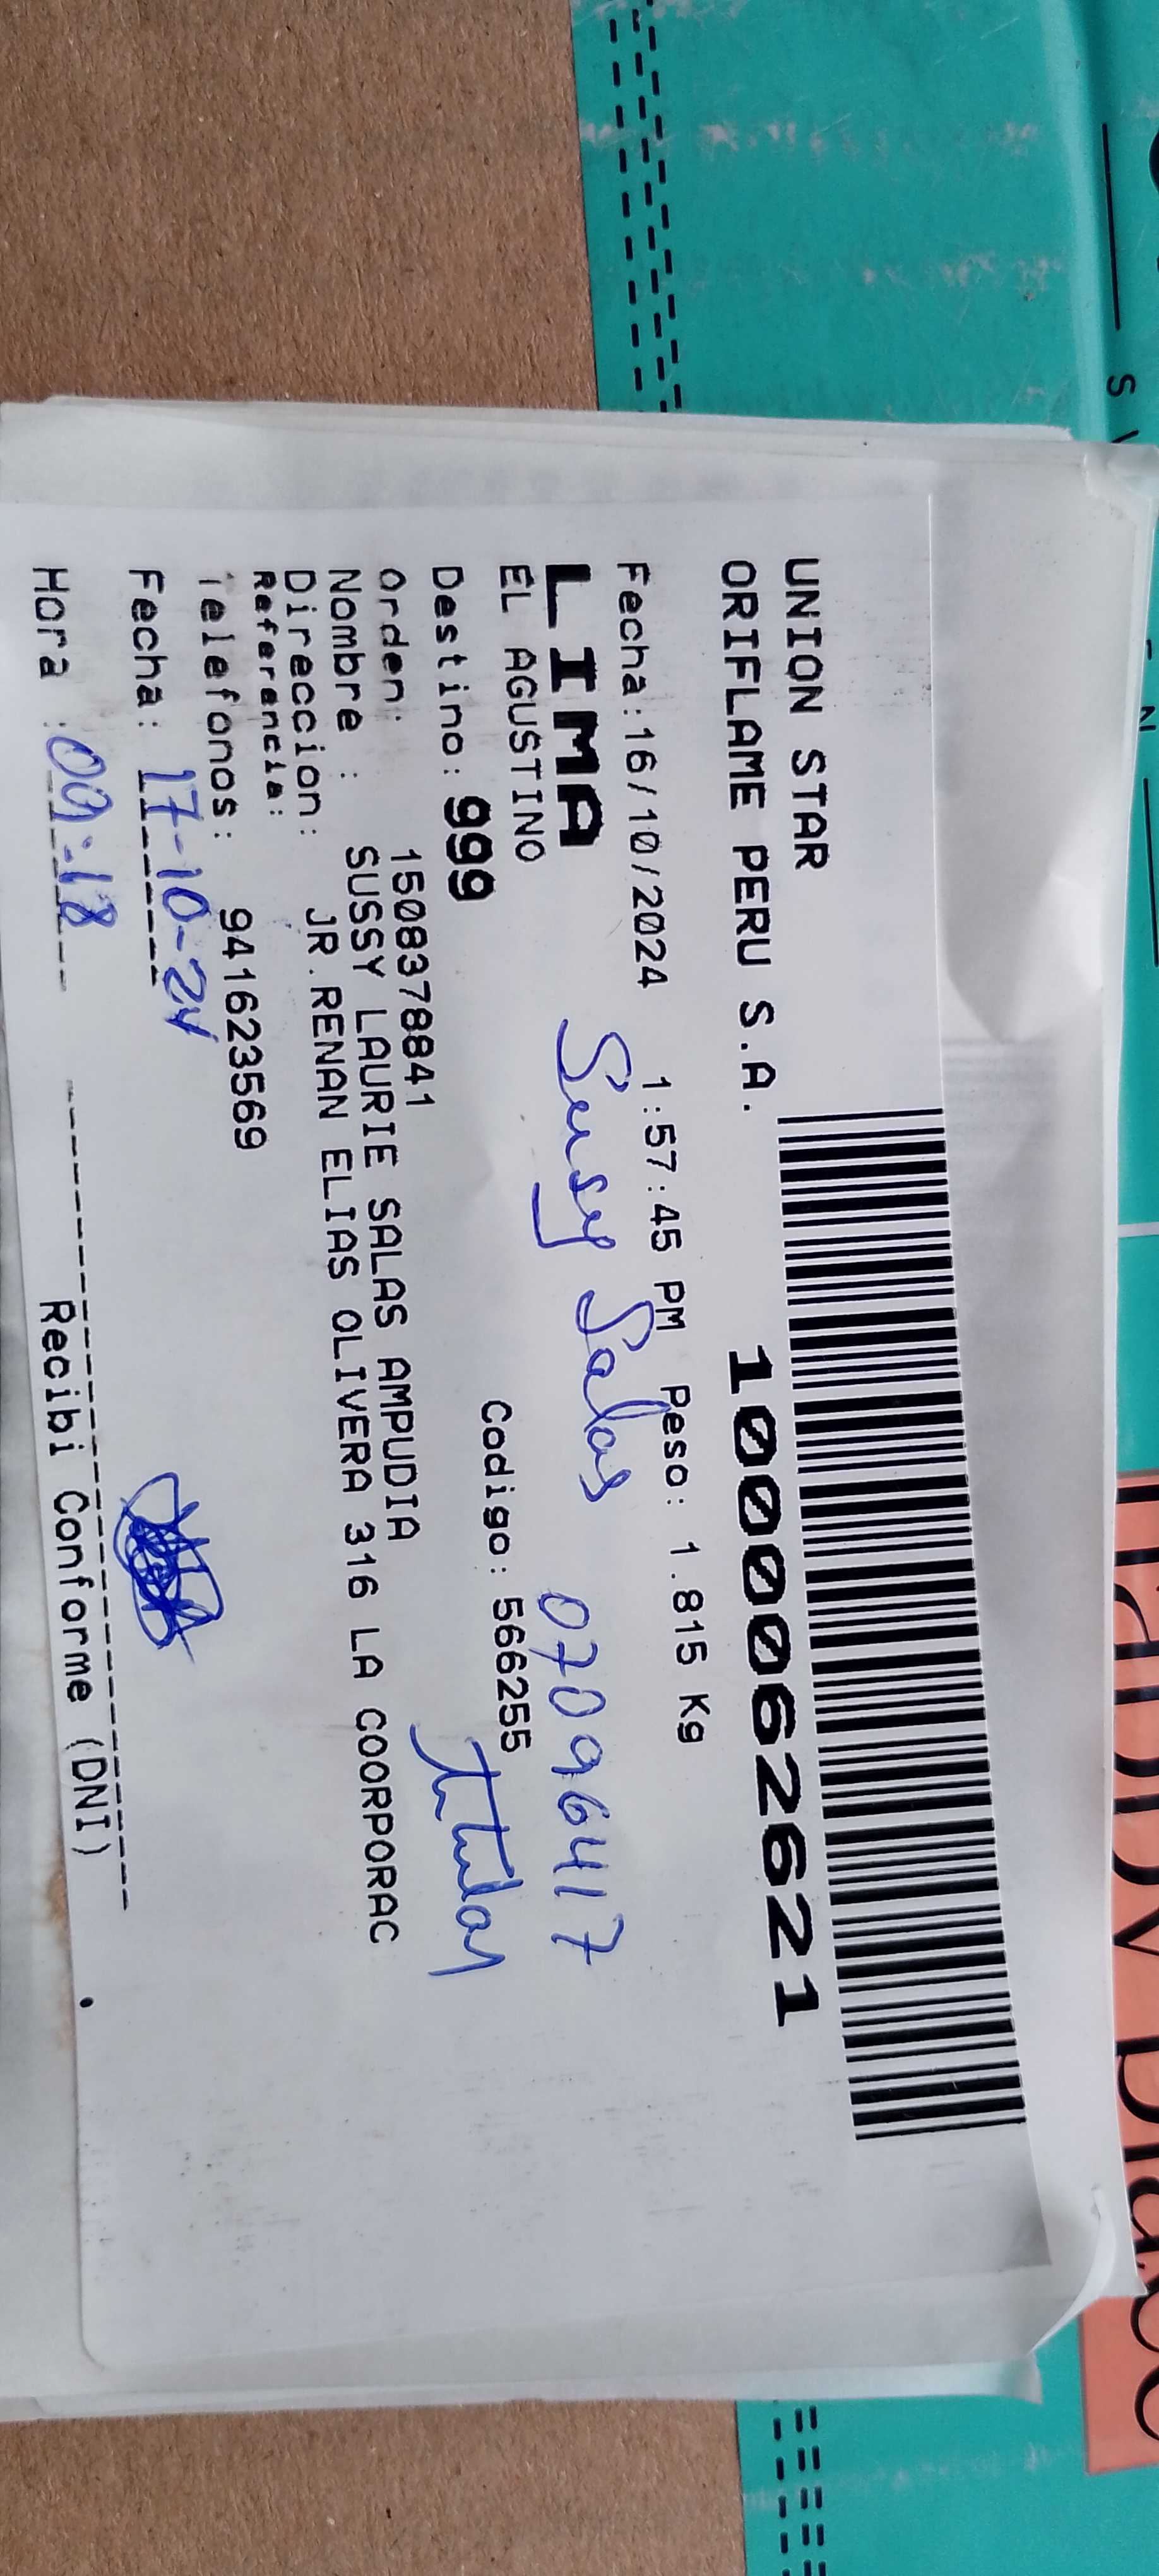 UNION STAR
ORIFLAME PERU S.A. 1000062621
Fecha:16/10/2024 1:57:45 PM Peso: 1.815 Kg
LIMA Sussy Salas 07096417
EL AGUSTINO
Destino: 999 Codigo: 566255
Titular
Orden: 1508378841
Nombre : SUSSY LAURIE SALAS AMPUDIA
Direccion: JR.RENAN ELIAS OLIVERA 316 LA COORPORAC
Referencia:
Telefonos: 941623569
Fecha: 17-10-24
Hora : 09:18 Recibi Conforme (DNI)